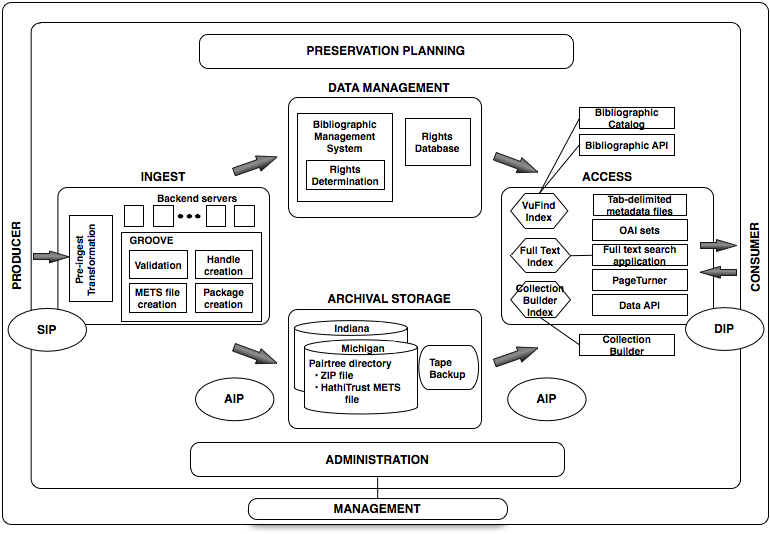 PRESERVATION PLANNING
DATA MANAGEMENT
Bibliographic
Management
System
Rights
Determination
Rights
Database
INGEST
Backend servers
Pre-ingest
Transformation
GROOVE
Validation
Handle
creation
METS file
creation
Package
creation
PRODUCER
SIP
ARCHIVAL STORAGE
Indiana
Michigan
Pairtree directory
• ZIP file
• HathiTrust METS
file
Tape
Backup
AIP
AIP
Bibliographic
Catalog
Bibliographic API
ACCESS
VuFind
Index
Full Text
Index
Collection
Builder
Index
Tab-delimited
metadata files
OAI sets
Full text search
application
PageTurner
Data API
Collection
Builder
CONSUMER
DIP
ADMINISTRATION
MANAGEMENT